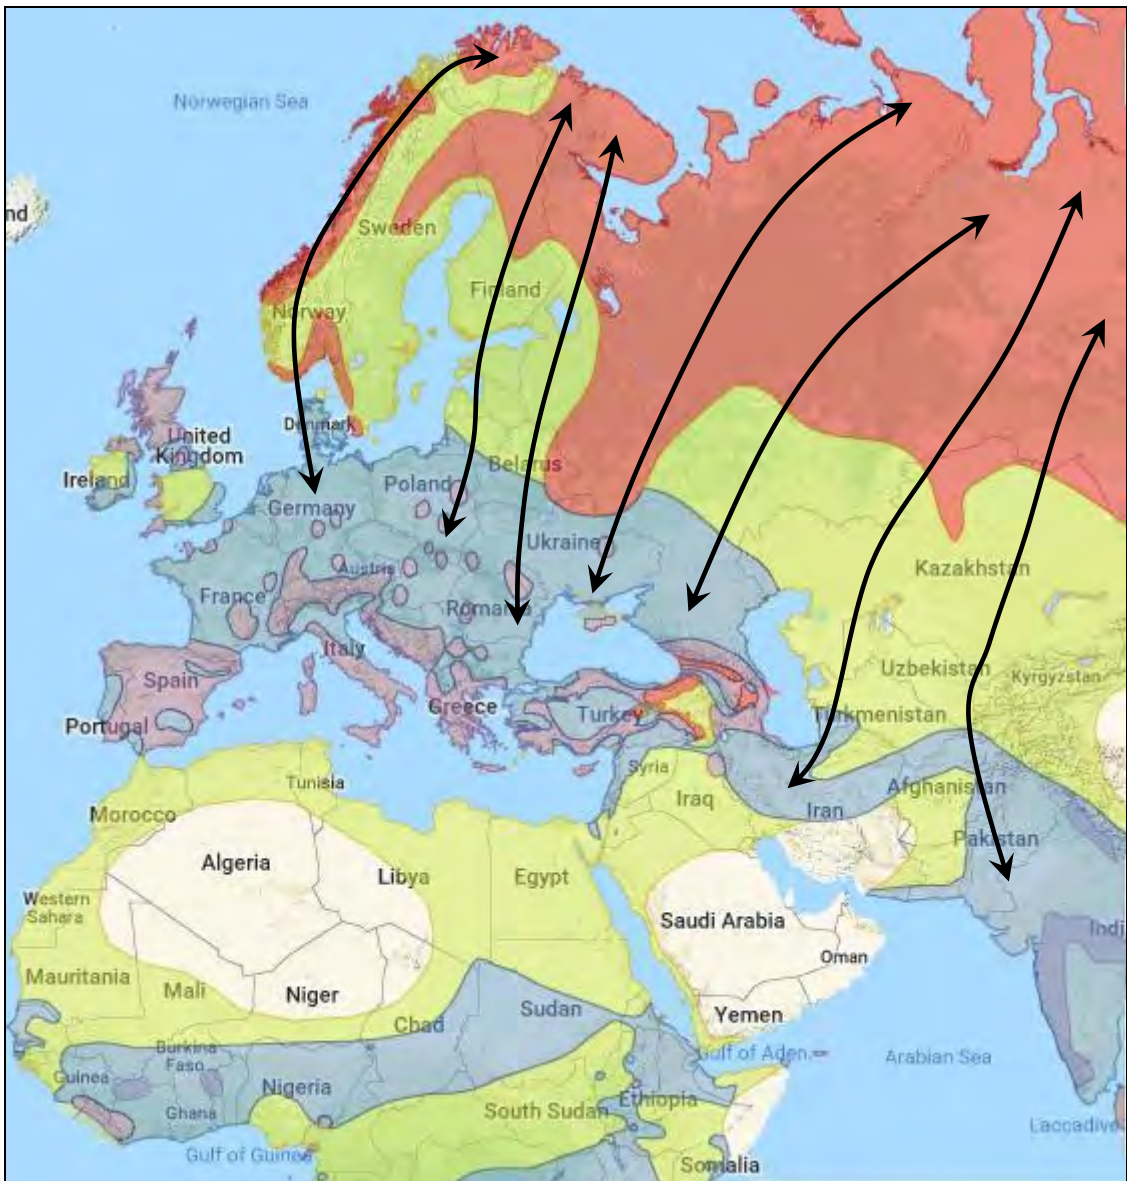 Norwegian Sea
nd
Sweden
Finland
Norway
Denmark
United
Kingdom
Ireland
Belarus
Poland
Germany
Ukraine
Kazakhstan
Austria
France
Romania
Italy
Uzbekistan
Kyrgyzstan
Spain
Greece
Turkey
Turkmenistan
Portugal
Syria
Tunisia
Iraq
Afghanistan
Iran
Morocco
Pakistan
Algeria
Libya
Egypt
Western
Sahara
Saudi Arabia
Indi
Oman
Mauritania
Mali
Niger
Sudan
Yemen
Chad
Burkina
Faso
Gulf of Aden
Arabian Sea
Guinea
Nigeria
Ethiopia
Ghana
South Sudan
Laccadive
Gulf of Guinea
Somalia